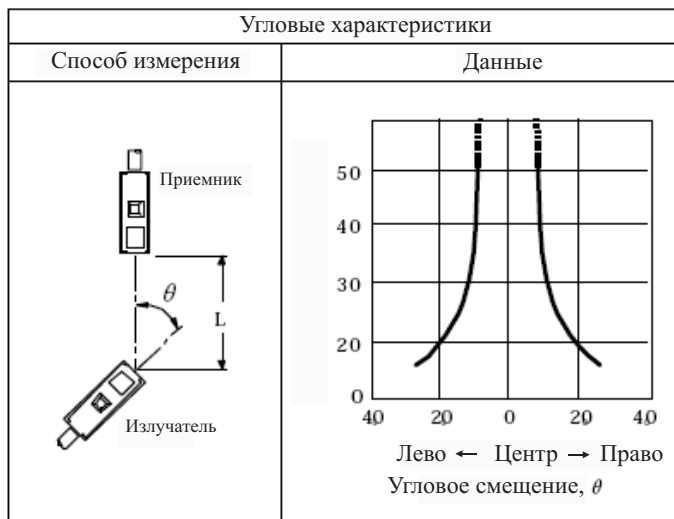 Угловые характеристики
Способ измерения
Данные
Приемник
θ
L
Излучатель
50
40
30
20
0
40 20 0 20 40
Лево ← Центр → Право
Угловое смещение, θ